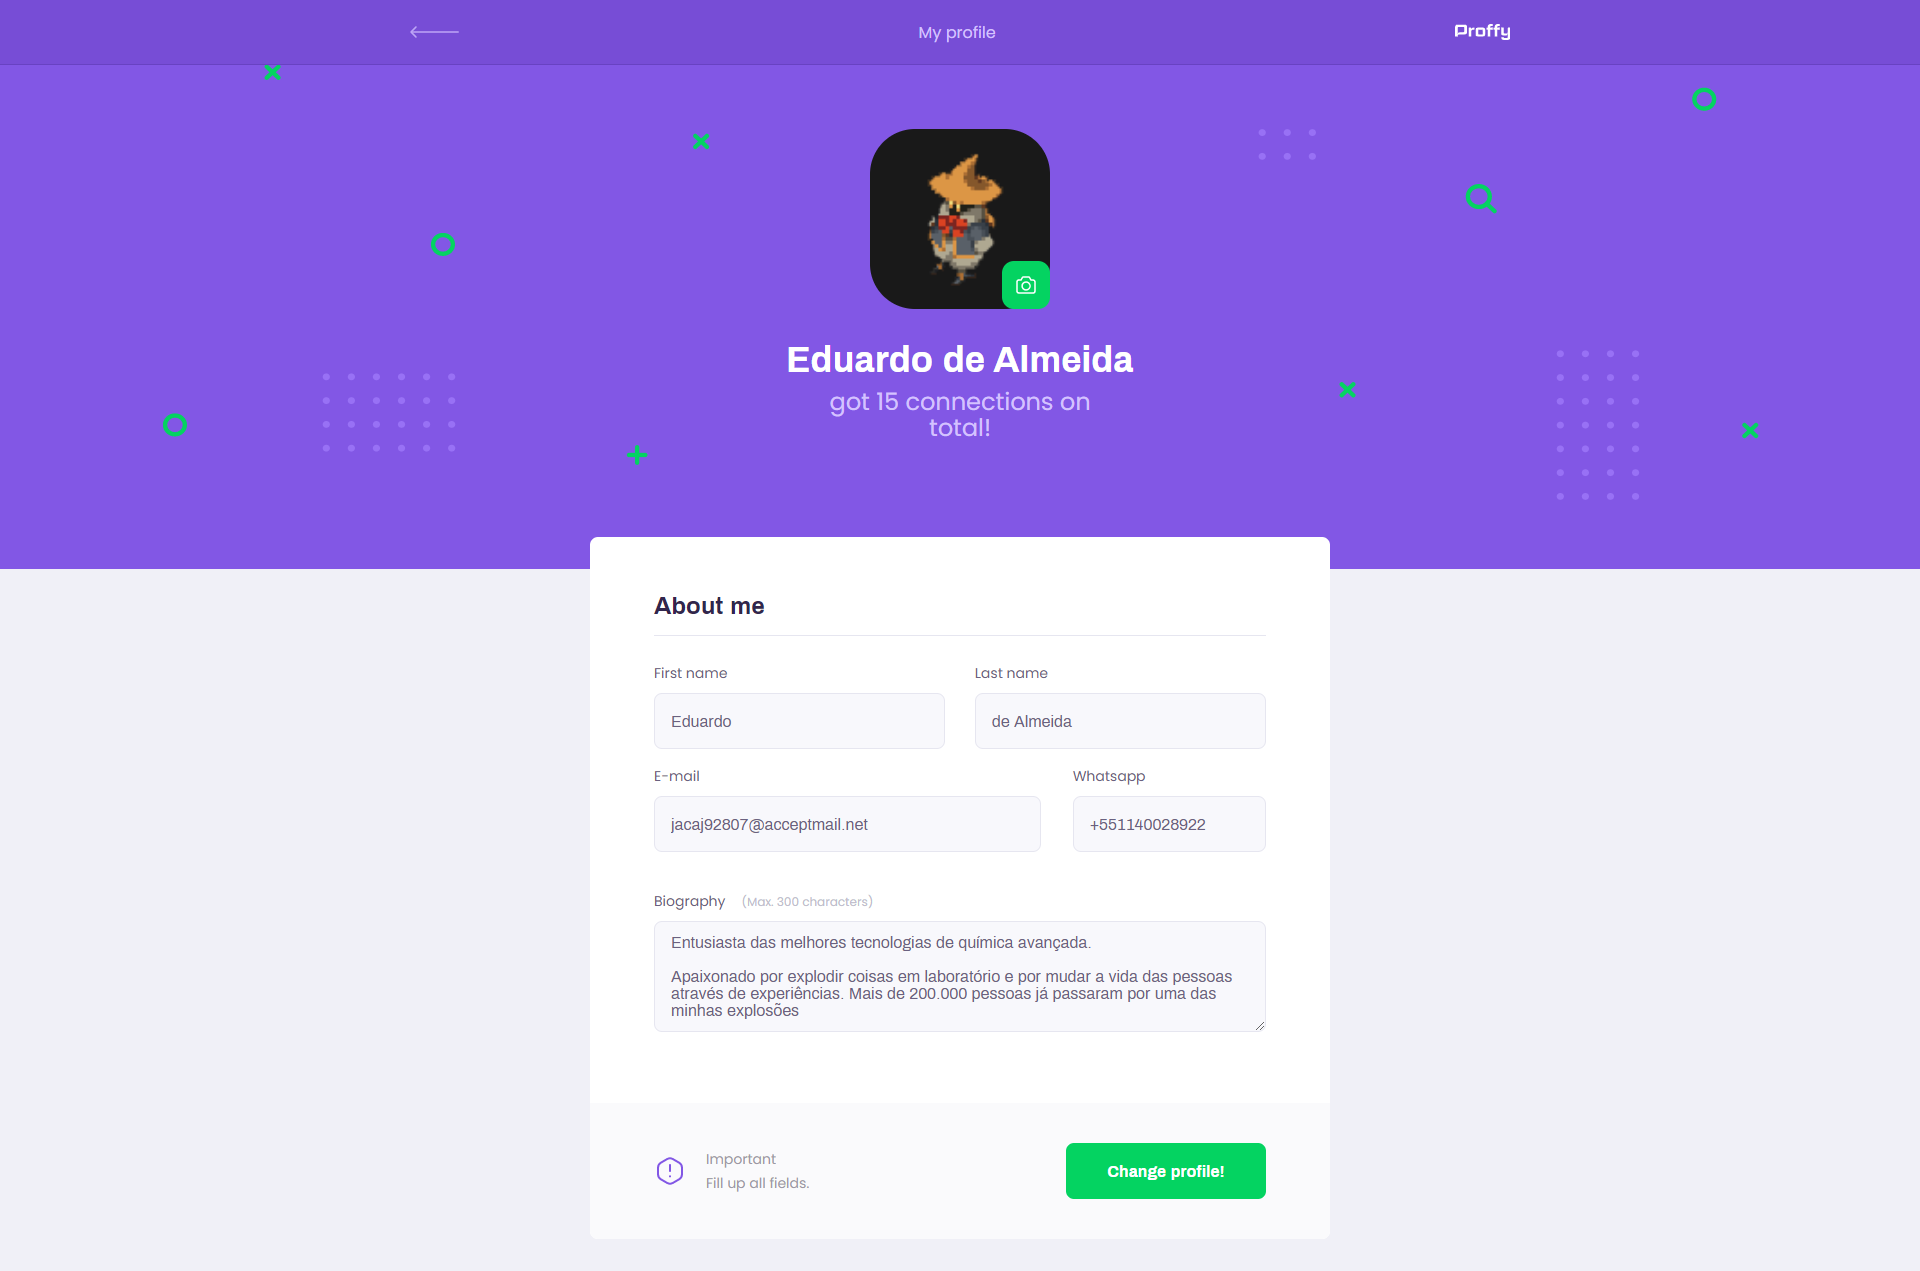 My profile
Proffy
Eduardo de Almeida
got 15 connections on
total!
About me
First name
Last name
Eduardo
de Almeida
E-mail
Whatsapp
jacaj92807@acceptmail.net
+551140028922
Biography (Max. 300 characters)
Entusiasta das melhores tecnologias de química avançada.
Apaixonado por explodir coisas em laboratório e por mudar a vida das pessoas
através de experiências. Mais de 200.000 pessoas já passaram por uma das
minhas explosões
Important
Fill up all fields.
Change profile!